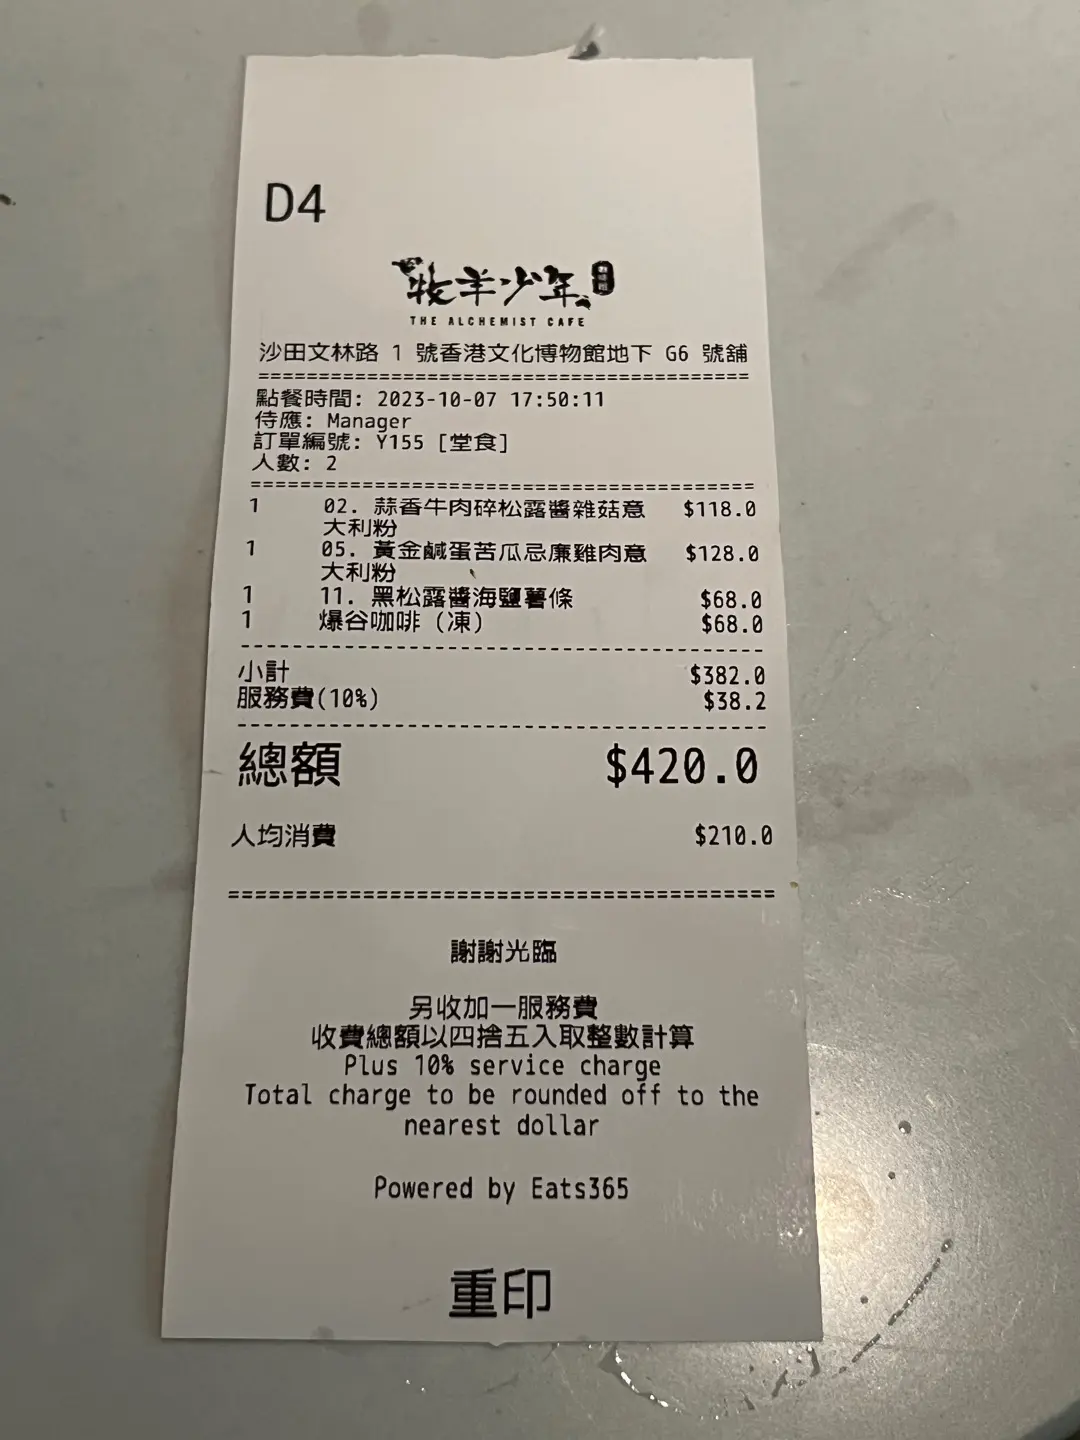 D4
牧羊少年
THE ALCHEMIST CAFE
沙田文林路 1 號香港文化博物館地下 G6 號舖
========================================
點餐時間: 2023-10-07 17:50:11
侍應: Manager
訂單編號: Y155 [堂食]
人數: 2
========================================
1 02. 蒜香牛肉碎松露醬雜菇意 $118.0
大利粉
1 05. 黃金鹹蛋苦瓜忌廉雞肉意 $128.0
大利粉
1 11. 黑松露醬海鹽薯條 $68.0
1 爆谷咖啡 (凍) $68.0
----------------------------------------
小計 $382.0
服務費(10%) $38.2
----------------------------------------
總額 $420.0
人均消費 $210.0
========================================
謝謝光臨
另收加一服務費
收費總額以四捨五入取整數計算
Plus 10% service charge
Total charge to be rounded off to the
nearest dollar
Powered by Eats365
重印